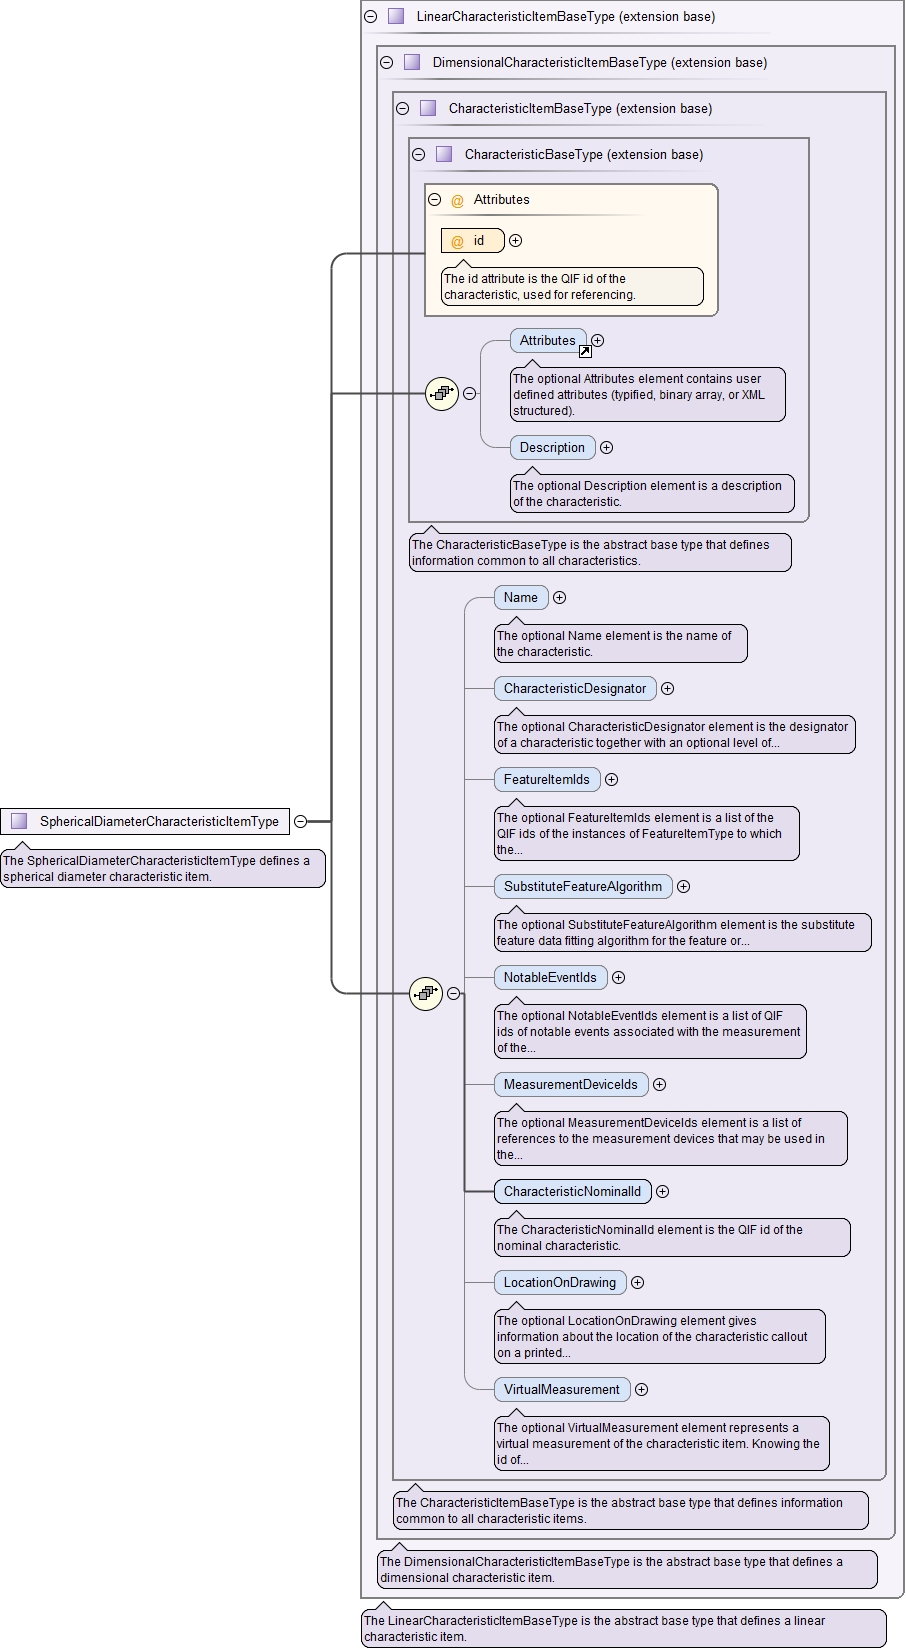 LinearCharacteristicItemBaseType (extension base)
DimensionalCharacteristicItemBaseType (extension base)
CharacteristicItemBaseType (extension base)
CharacteristicBaseType (extension base)
@ Attributes
@ id
The id attribute is the QIF id of the
characteristic, used for referencing.
Attributes
The optional Attributes element contains user
defined attributes (typified, binary array, or XML
structured).
Description
The optional Description element is a description
of the characteristic.
The CharacteristicBaseType is the abstract base type that defines
information common to all characteristics.
Name
The optional Name element is the name of
the characteristic.
CharacteristicDesignator
The optional CharacteristicDesignator element is the designator
of a characteristic together with an optional level of...
FeatureItemIds
The optional FeatureItemIds element is a list of the
QIF ids of the instances of FeatureItemType to which
the...
SphericalDiameterCharacteristicItemType
The SphericalDiameterCharacteristicItemType defines a
spherical diameter characteristic item.
SubstituteFeatureAlgorithm
The optional SubstituteFeatureAlgorithm element is the substitute
feature data fitting algorithm for the feature or...
NotableEventIds
The optional NotableEventIds element is a list of QIF
ids of notable events associated with the measurement
of the...
MeasurementDeviceIds
The optional MeasurementDeviceIds element is a list of
references to the measurement devices that may be used in
the...
CharacteristicNominalId
The CharacteristicNominalId element is the QIF id of the
nominal characteristic.
LocationOnDrawing
The optional LocationOnDrawing element gives
information about the location of the characteristic callout
on a printed...
VirtualMeasurement
The optional VirtualMeasurement element represents a
virtual measurement of the characteristic item. Knowing the
id of...
The CharacteristicItemBaseType is the abstract base type that defines information
common to all characteristic items.
The DimensionalCharacteristicItemBaseType is the abstract base type that defines a
dimensional characteristic item.
The LinearCharacteristicItemBaseType is the abstract base type that defines a linear
characteristic item.